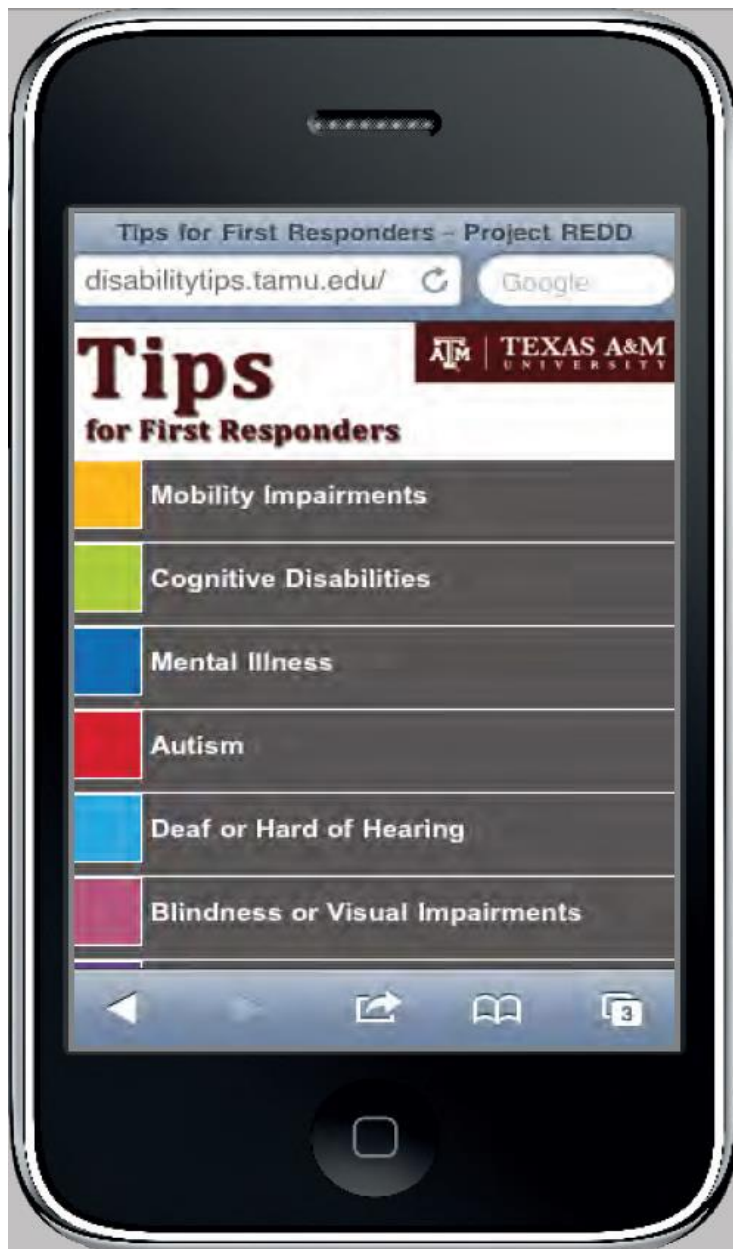 Tips for First Responders – Project REDD
disabilitytips.tamu.edu/
Google
Tips
for First Responders
ATM | TEXAS A&M
UNIVERSITY
Mobility Impairments
Cognitive Disabilities
Mental Illness
Autism
Deaf or Hard of Hearing
Blindness or Visual Impairments
3